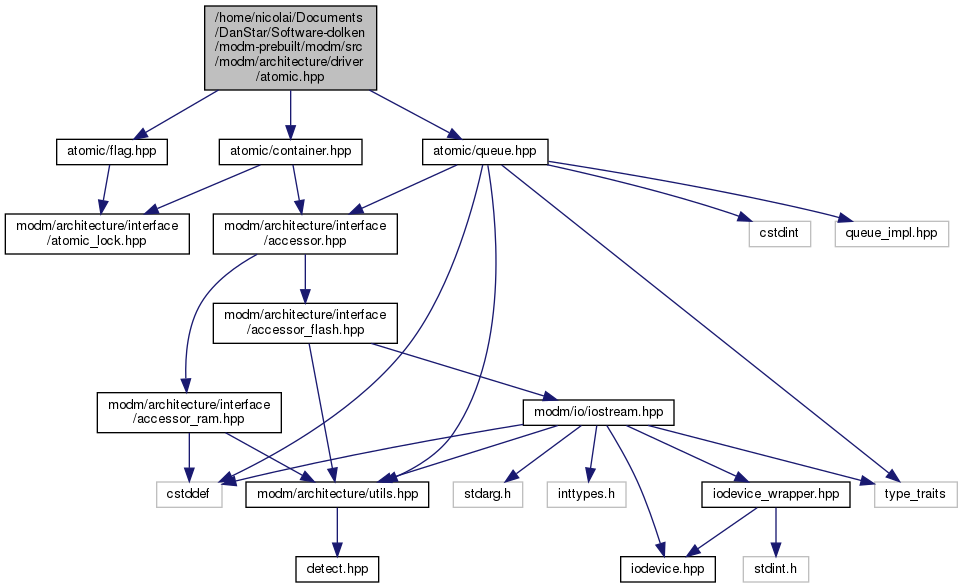 /home/nicolai/Documents
/DanStar/Software-dolken
/modm-prebuilt/modm/src
/modm/architecture/driver
/atomic.hpp
atomic/flag.hpp
atomic/container.hpp
atomic/queue.hpp
modm/architecture/interface
/atomic_lock.hpp
modm/architecture/interface
/accessor.hpp
cstdint
queue_impl.hpp
modm/architecture/interface
/accessor_flash.hpp
modm/architecture/interface
/accessor_ram.hpp
modm/io/iostream.hpp
cstddef
modm/architecture/utils.hpp
stdarg.h
inttypes.h
iodevice_wrapper.hpp
type_traits
detect.hpp
iodevice.hpp
stdint.h